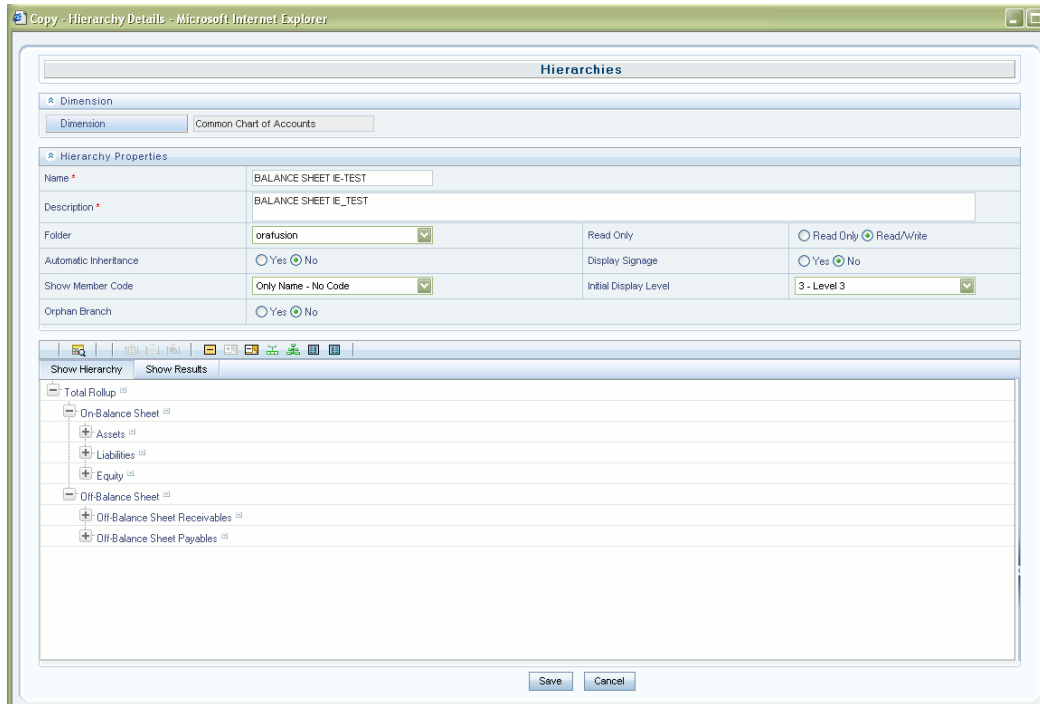 Copy - Hierarchy Details - Microsoft Internet Explorer
Hierarchies
Dimension
Dimension Common Chart of Accounts
Hierarchy Properties
Name * BALANCE SHEET IE-TEST
Description * BALANCE SHEET IE_TEST
Folder orafusion Read Only Read Only Read/Write
Automatic Inheritance Yes No Display Signage Yes No
Show Member Code Only Name - No Code Initial Display Level 3 - Level 3
Orphan Branch Yes No
Show Hierarchy Show Results
Total Rollup
On-Balance Sheet
Assets
Liabilities
Equity
Off-Balance Sheet
Off-Balance Sheet Receivables
Off-Balance Sheet Payables
Save Cancel